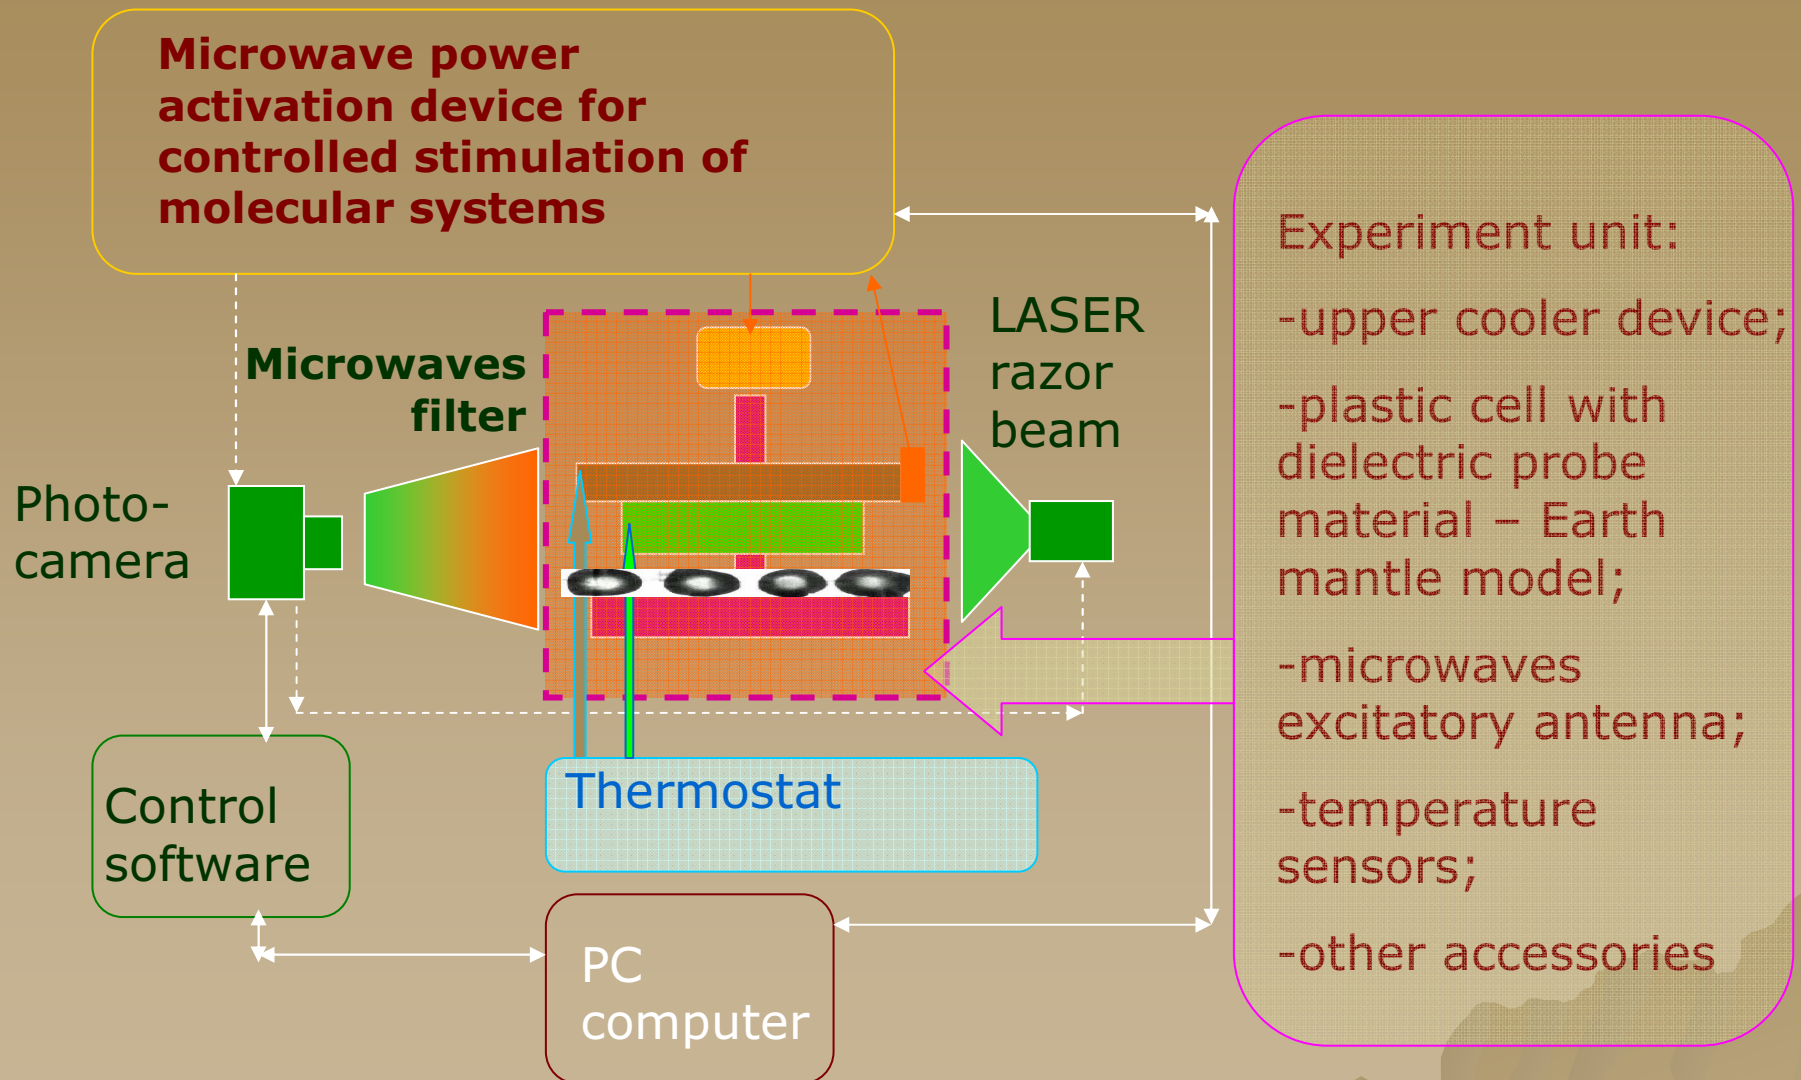 Microwave power
activation device for
controlled stimulation of
molecular systems
Microwaves
filter
LASER
razor
beam
Photo-
camera
Control
software
Thermostat
PC
computer
Experiment unit:
-upper cooler device;
-plastic cell with
dielectric probe
material – Earth
mantle model;
-microwaves
excitatory antenna;
-temperature
sensors;
-other accessories